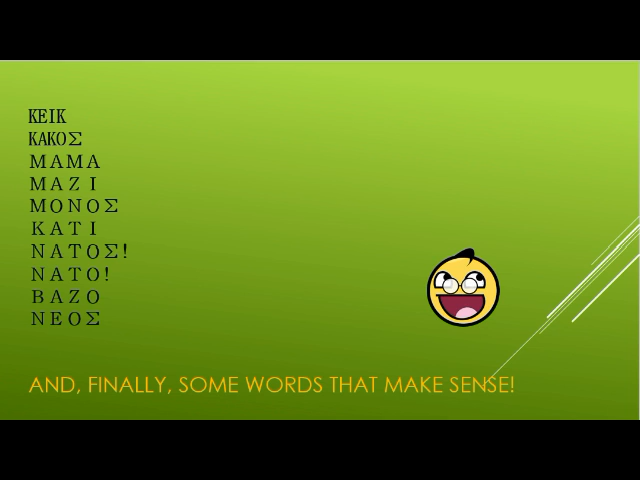 ΚΕΙΚ
ΚΑΚΟΣ
ΜΑΜΑ
ΜΑΖΙ
ΜΟΝΟΣ
ΚΑΤΙ
ΝΑΤΟΣ!
ΝΑΤΟ!
ΒΑΖΟ
ΝΕΟΣ
AND, FINALLY, SOME WORDS THAT MAKE SENSE!